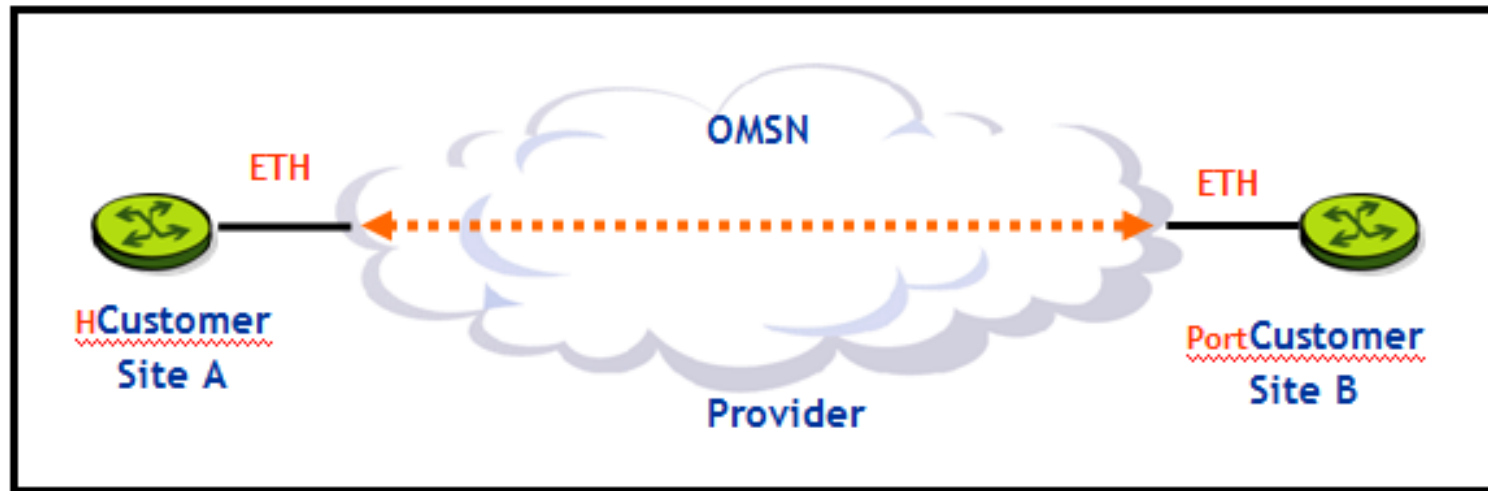 OMSN
ETH
ETH
HCustomer
Site A
PortCustomer
Site B
Provider